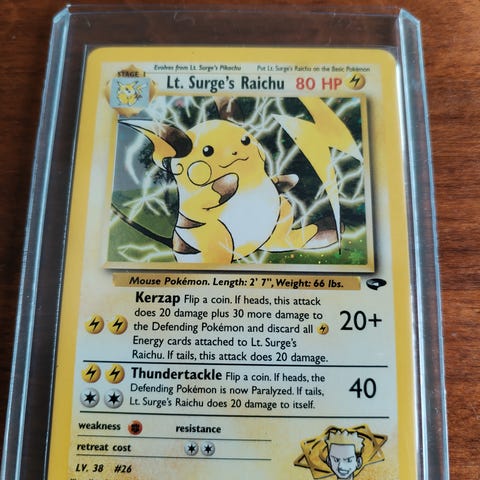 Evolves from Lt. Surge's Pikachu Put Lt. Surge's Raichu on the Basic Pokémon
STAGE 1
Lt. Surge's Raichu 80 HP
Mouse Pokémon. Length: 2' 7", Weight: 66 lbs.
Kerzap Flip a coin. If heads, this attack
does 20 damage plus 30 more damage to
the Defending Pokémon and discard all
Energy cards attached to Lt. Surge's
Raichu. If tails, this attack does 20 damage.
20+
Thundertackle Flip a coin. If heads, the
Defending Pokémon is now Paralyzed. If tails,
Lt. Surge's Raichu does 20 damage to itself.
40
weakness resistance
retreat cost
LV. 38 #26